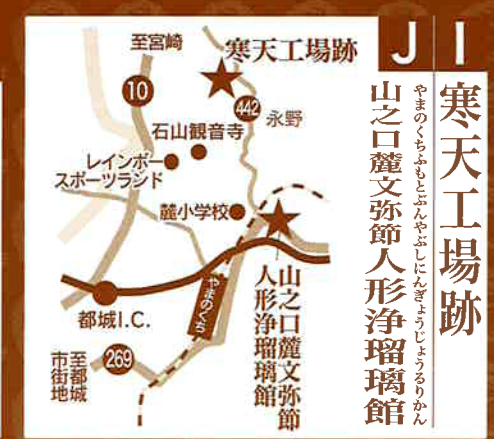 I
寒天工場跡
J
やまのくちふもとぶんやぶしにんぎょうじょうるりかん
山之口麓文弥節人形浄瑠璃館
至宮崎
寒天工場跡
10
442
永野
石山観音寺
レインボー
スポーツランド
麓小学校
やまのくち
山之口麓文弥節
人形浄瑠璃館
都城I.C.
269
至都城
市街地